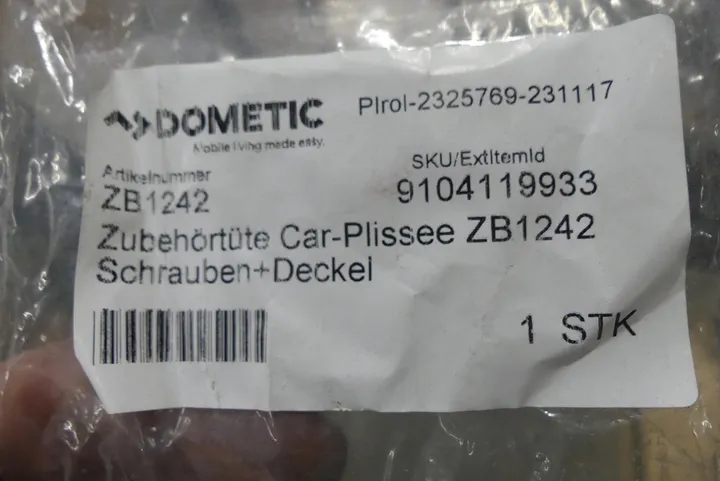 DOMETIC
Mobile living made easy.
PIrol-2325769-231117
Artikelnummer
ZB1242
SKU/ExtItemId
9104119933
Zubehörtüte Car-Plissee ZB1242
Schrauben+Deckel
1 STK